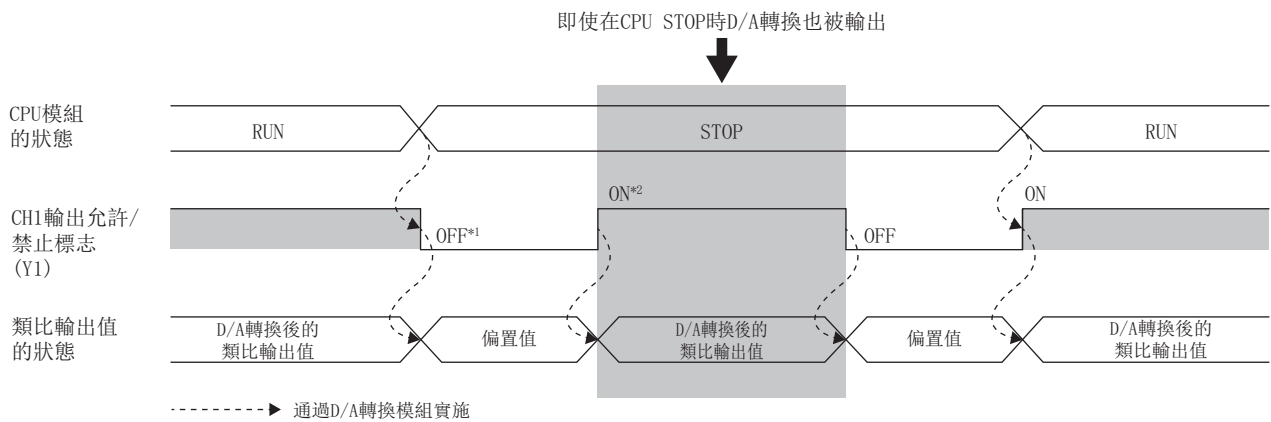 即使在CPU STOP時D/A轉換也被輸出
CPU模組
的狀態
RUN
STOP
RUN
CH1輸出允許/
禁止標志
(Y1)
OFF*1
ON*2
OFF
ON
類比輸出值
的狀態
D/A轉換後的
類比輸出值
偏置值
D/A轉換後的
類比輸出值
偏置值
D/A轉換後的
類比輸出值
通過D/A轉換模組實施